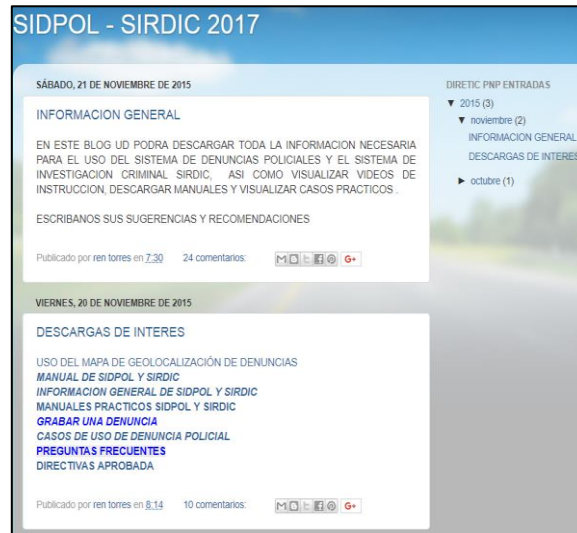 SIDPOL - SIRDIC 2017
SÁBADO, 21 DE NOVIEMBRE DE 2015
INFORMACION GENERAL
EN ESTE BLOG UD PODRA DESCARGAR TODA LA INFORMACION NECESARIA
PARA EL USO DEL SISTEMA DE DENUNCIAS POLICIALES Y EL SISTEMA DE
INVESTIGACION CRIMINAL SIRDIC, ASI COMO VISUALIZAR VIDEOS DE
INSTRUCCION, DESCARGAR MANUALES Y VISUALIZAR CASOS PRACTICOS .
ESCRIBANOS SUS SUGERENCIAS Y RECOMENDACIONES
Publicado por ren torres en 7:30 24 comentarios:
G+
VIERNES, 20 DE NOVIEMBRE DE 2015
DESCARGAS DE INTERES
USO DEL MAPA DE GEOLOCALIZACIÓN DE DENUNCIAS
MANUAL DE SIDPOL Y SIRDIC
INFORMACION GENERAL DE SIDPOL Y SIRDIC
MANUALES PRACTICOS SIDPOL Y SIRDIC
GRABAR UNA DENUNCIA
CASOS DE USO DE DENUNCIA POLICIAL
PREGUNTAS FRECUENTES
DIRECTIVAS APROBADA
Publicado por ren torres en 8:14 10 comentarios:
G+
DIRETIC PNP ENTRADAS
▼ 2015 (3)
▼ noviembre (2)
INFORMACION GENERAL
DESCARGAS DE INTERES
► octubre (1)